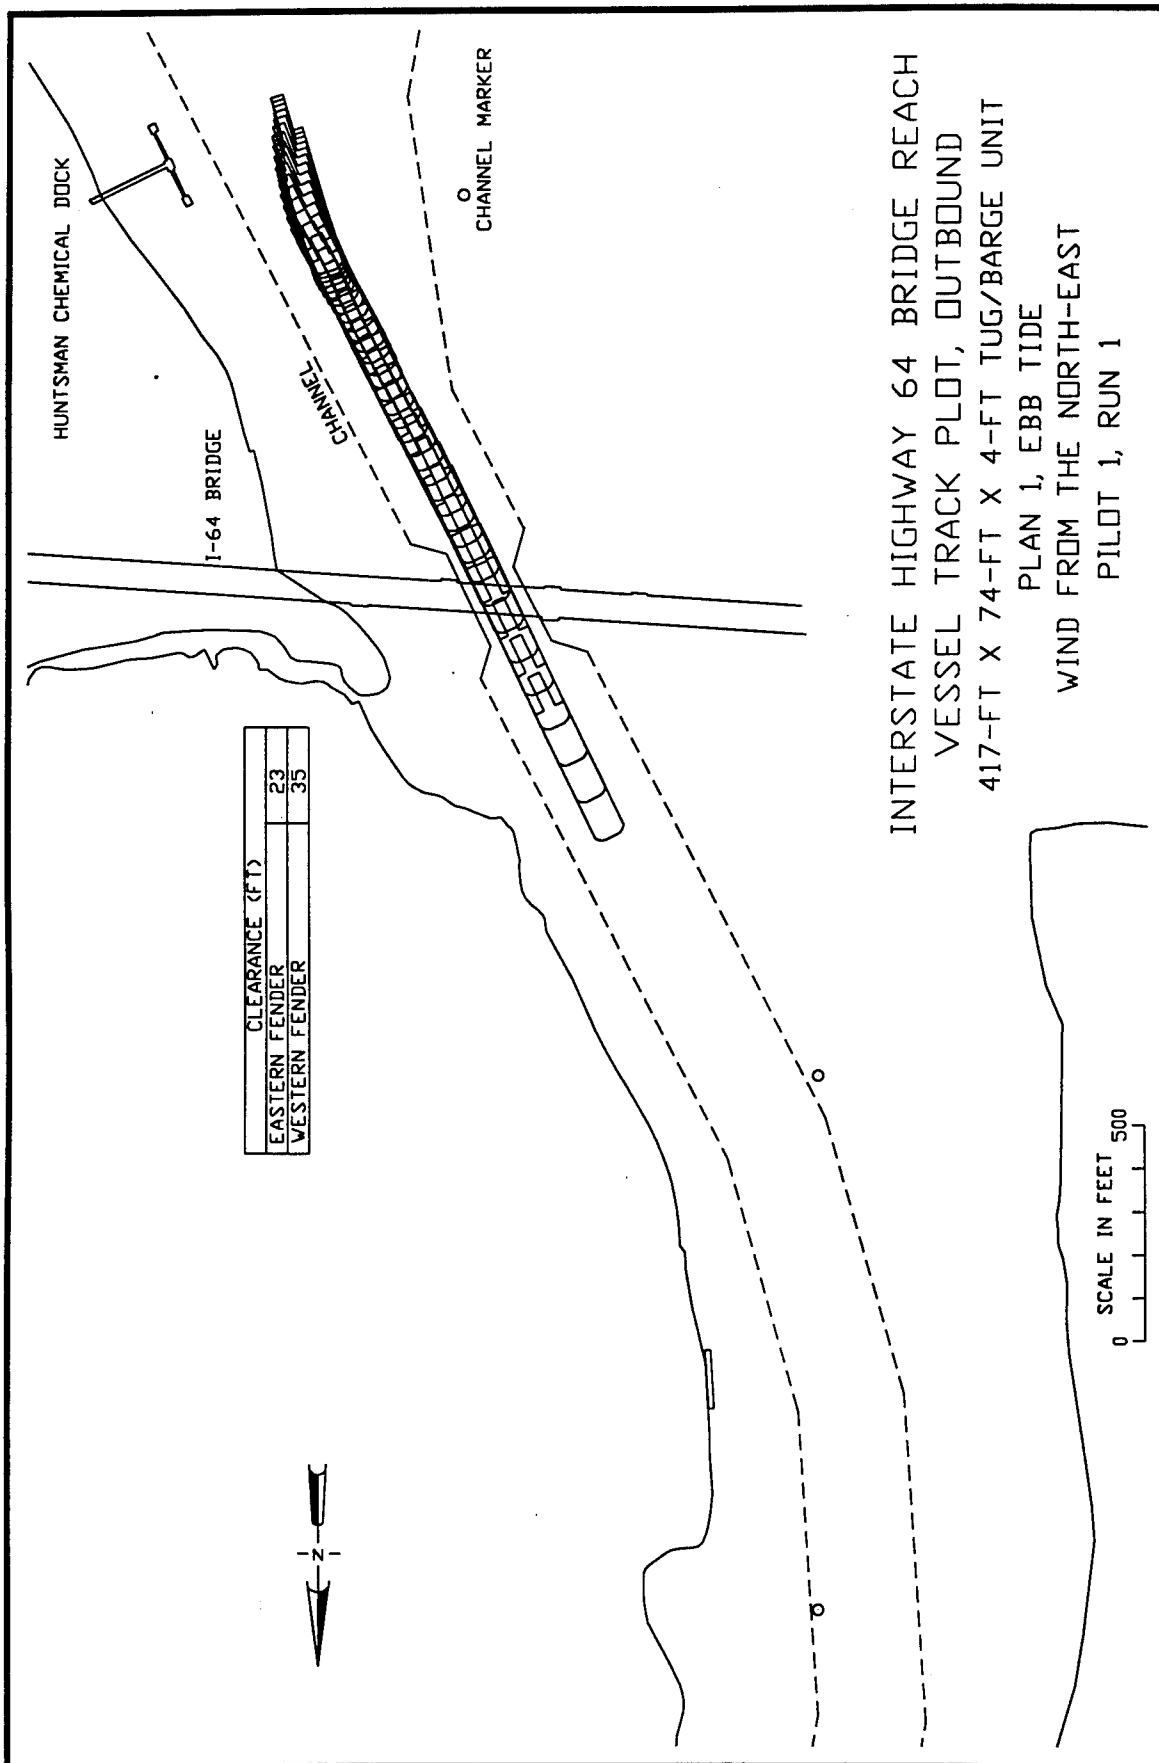 HUNTSMAN CHEMICAL DOCK
I-64 BRIDGE
CHANNEL
CHANNEL MARKER
CLEARANCE (FT)
EASTERN FENDER 23
WESTERN FENDER 35
N
INTERSTATE HIGHWAY 64 BRIDGE REACH
VESSEL TRACK PLOT, OUTBOUND
417-FT X 74-FT X 4-FT TUG/BARGE UNIT
PLAN 1, EBB TIDE
WIND FROM THE NORTH-EAST
PILOT 1, RUN 1
SCALE IN FEET
0 500